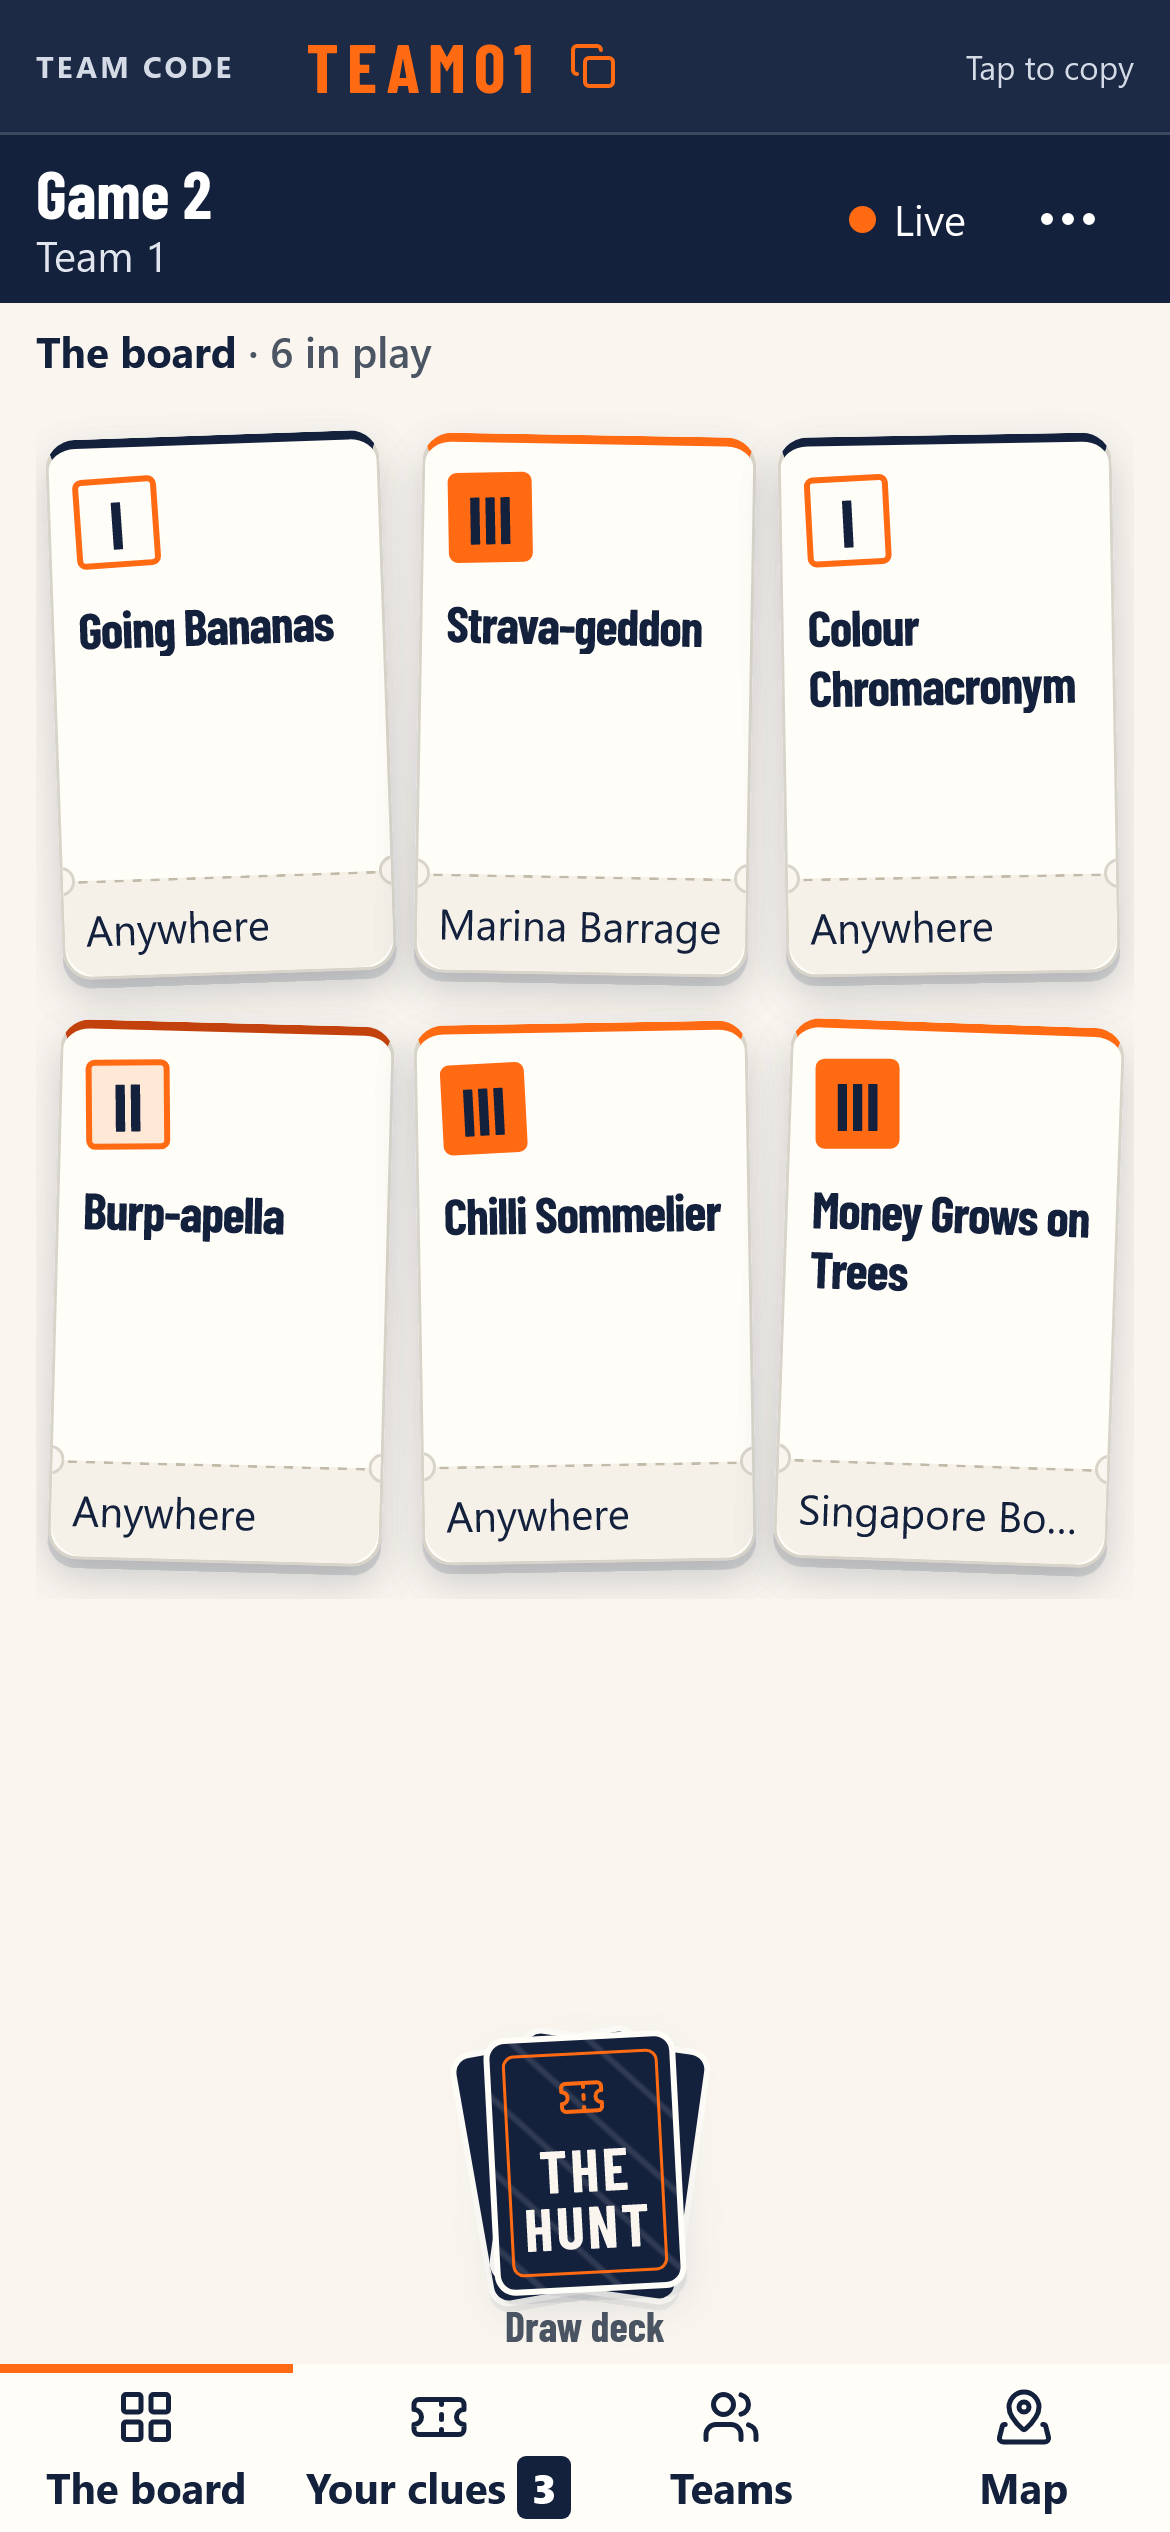 TEAM CODE TEAM01 Tap to copy
Game 2
Team 1
Live
The board · 6 in play
I
Going Bananas
Anywhere
III
Strava-geddon
Marina Barrage
I
Colour
Chromacronym
Anywhere
II
Burp-apella
Anywhere
III
Chilli Sommelier
Anywhere
III
Money Grows on
Trees
Singapore Bo...
THE
HUNT
Draw deck
The board
Your clues 3
Teams
Map